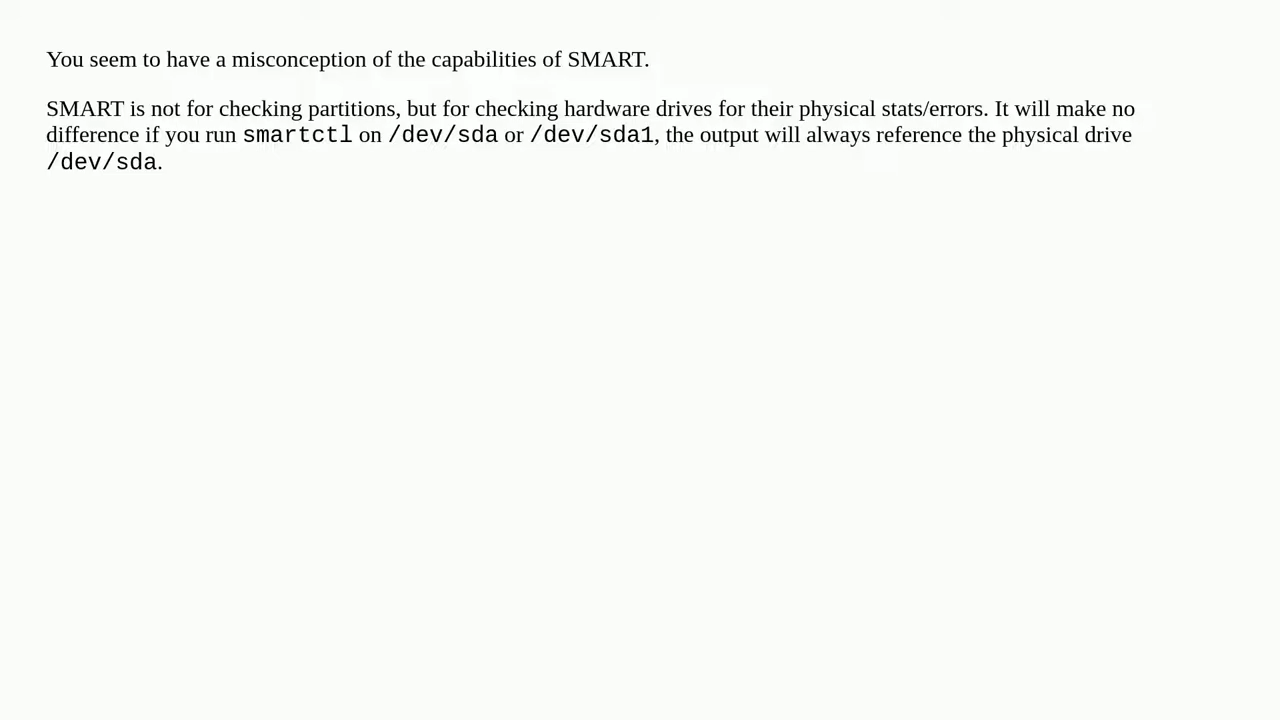 You seem to have a misconception of the capabilities of SMART.
SMART is not for checking partitions, but for checking hardware drives for their physical stats/errors. It will make no
difference if you run smartctl on /dev/sda or /dev/sda1, the output will always reference the physical drive
/dev/sda.